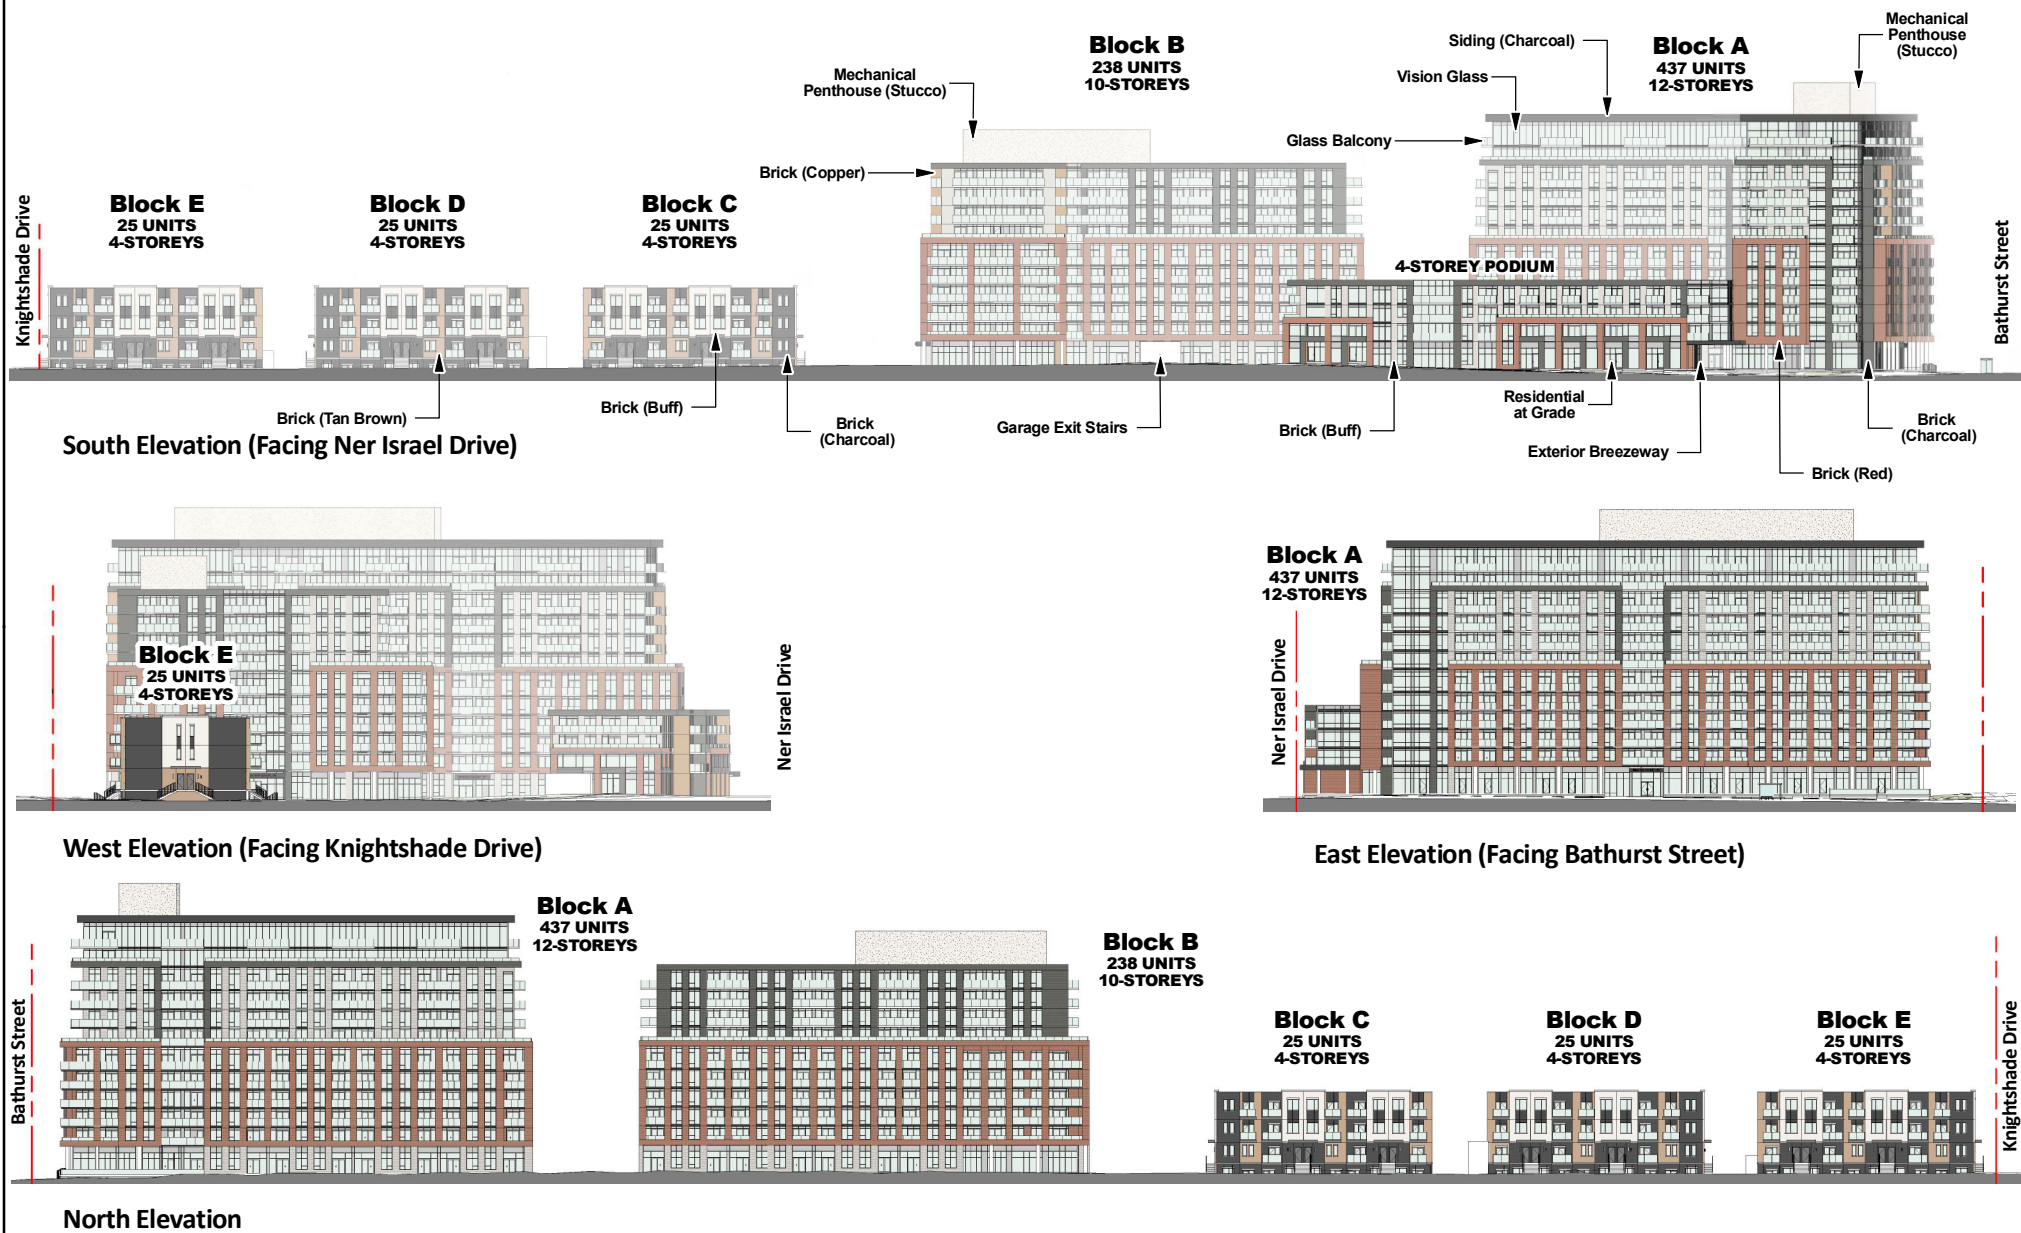 Block E
25 UNITS
4-STOREYS
Block D
25 UNITS
4-STOREYS
Block C
25 UNITS
4-STOREYS
Block B
238 UNITS
10-STOREYS
Block A
437 UNITS
12-STOREYS
Mechanical
Penthouse (Stucco)
Brick (Copper)
Siding (Charcoal)
Vision Glass
Glass Balcony
Mechanical
Penthouse
(Stucco)
4-STOREY PODIUM
Knightshade Drive
Bathurst Street
Brick (Tan Brown)
Brick (Buff)
Brick
(Charcoal)
Garage Exit Stairs
Brick (Buff)
Residential
at Grade
Exterior Breezeway
Brick (Red)
Brick
(Charcoal)
South Elevation (Facing Ner Israel Drive)
Block E
25 UNITS
4-STOREYS
Ner Israel Drive
West Elevation (Facing Knightshade Drive)
Block A
437 UNITS
12-STOREYS
Ner Israel Drive
East Elevation (Facing Bathurst Street)
Bathurst Street
Block A
437 UNITS
12-STOREYS
Block B
238 UNITS
10-STOREYS
Block C
25 UNITS
4-STOREYS
Block D
25 UNITS
4-STOREYS
Block E
25 UNITS
4-STOREYS
Knightshade Drive
North Elevation